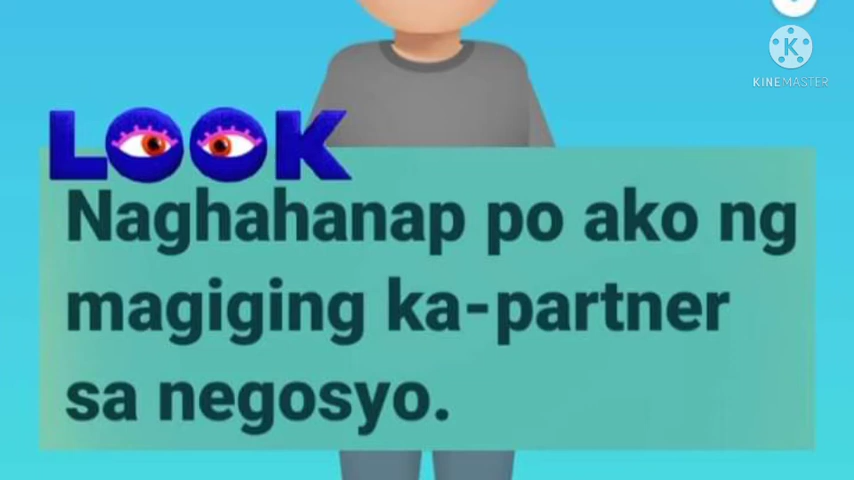 KINEMASTER
LOOK
Naghahanap po ako ng
magiging ka-partner
sa negosyo.